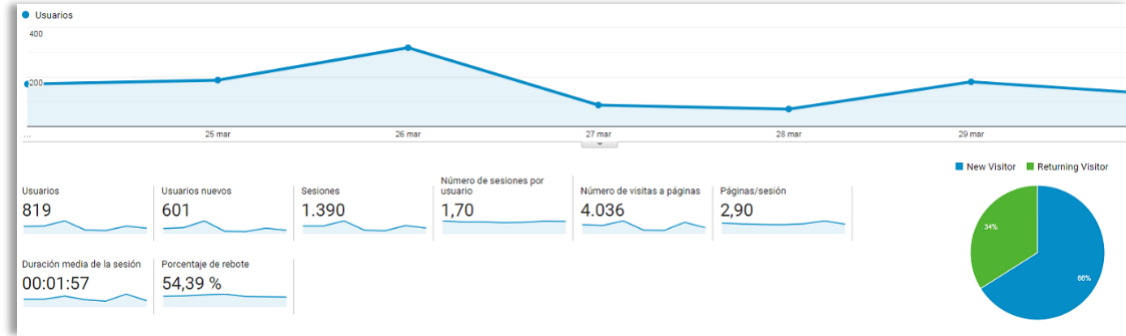 Usuarios
400
200
...
25 mar
26 mar
27 mar
28 mar
29 mar
New Visitor
Returning Visitor
Usuarios
819
Usuarios nuevos
601
Sesiones
1.390
Número de sesiones por
usuario
1,70
Número de visitas a páginas
4.036
Páginas/sesión
2,90
Duración media de la sesión
00:01:57
Porcentaje de rebote
54,39 %
34%
66%